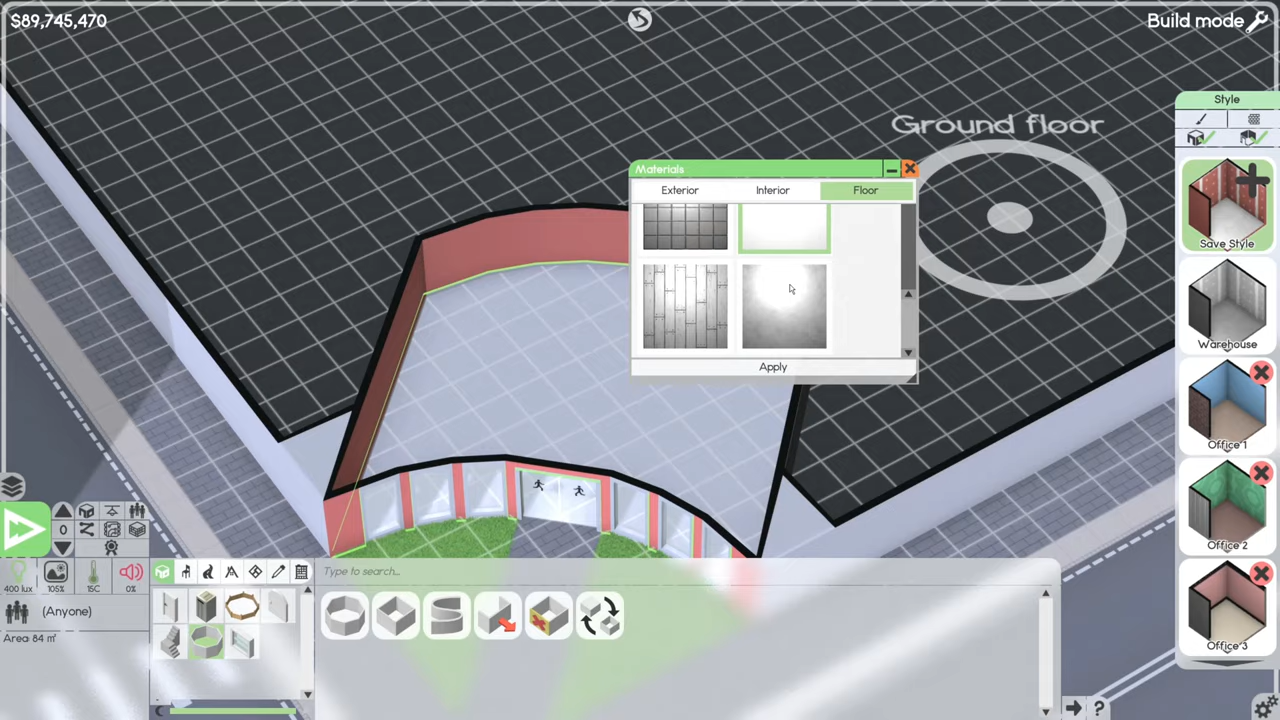 $89,745,470
Build mode
Style
Ground floor
Materials
Exterior
Interior
Floor
Save Style
Warehouse
Apply
Office 1
Office 2
0
Type to search...
400 lux
105%
15C
0%
(Anyone)
Area 84 m²
Office 3
?